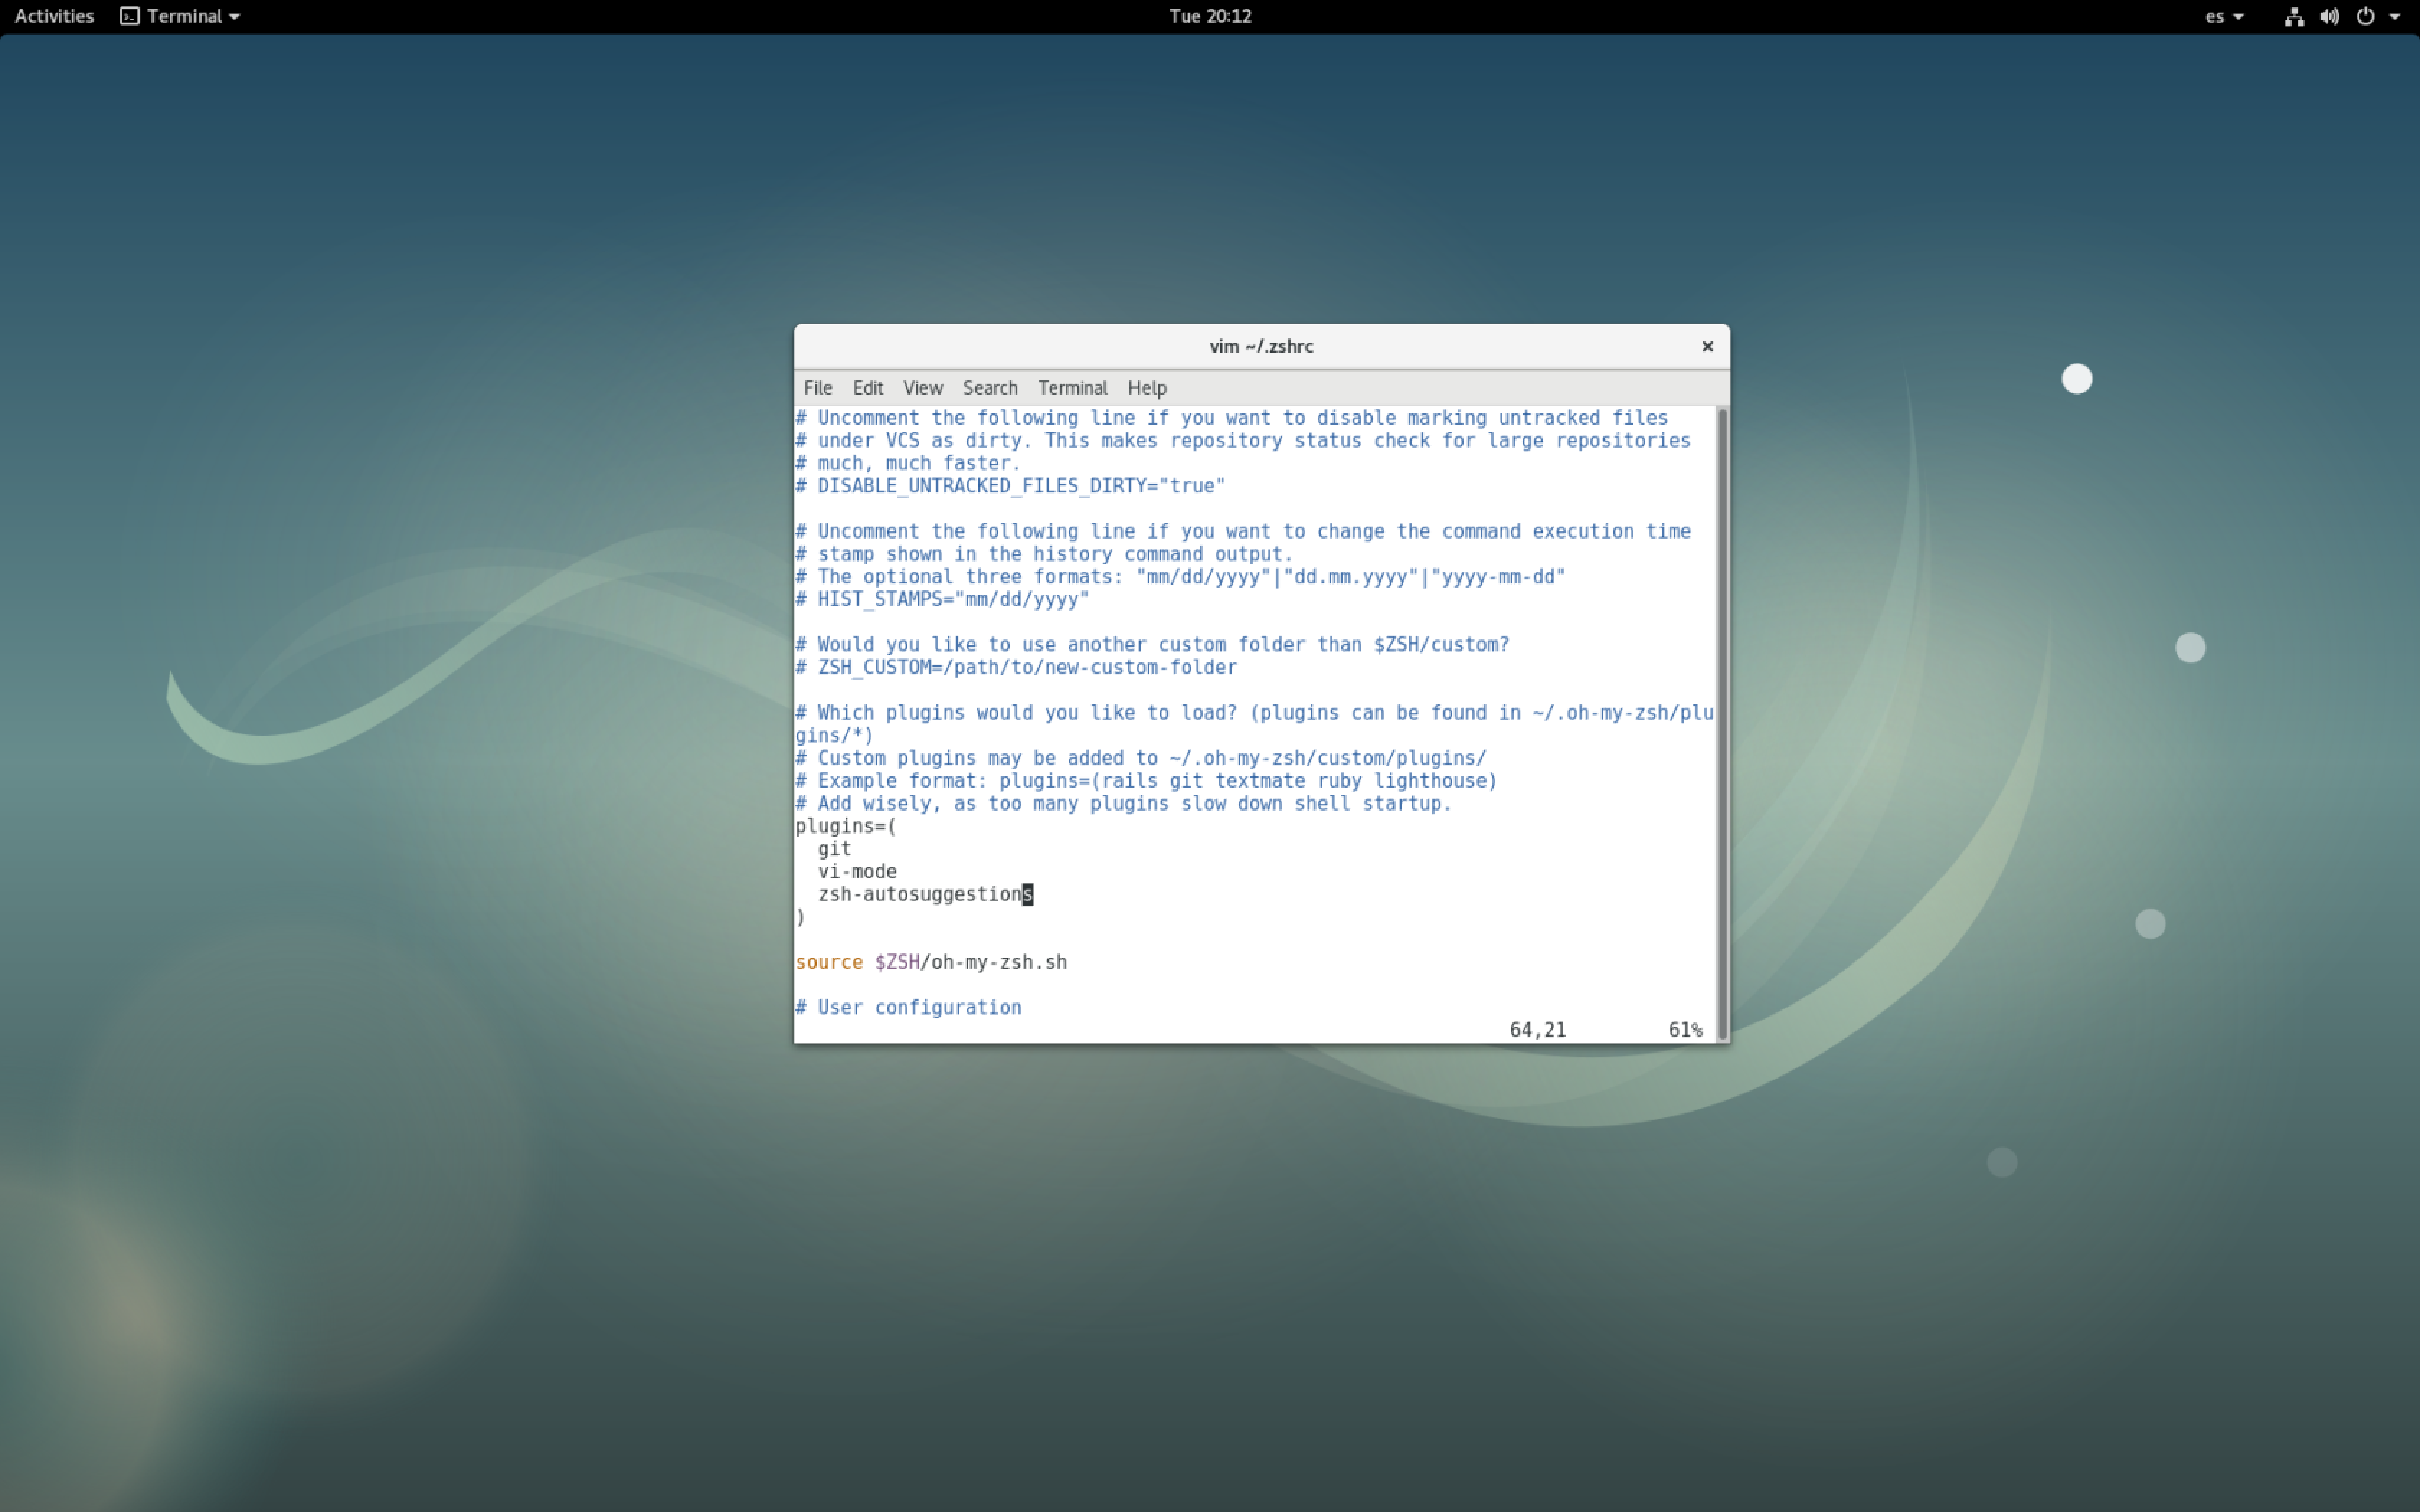 Activities Terminal Tue 20:12 es
vim ~/.zshrc
File Edit View Search Terminal Help
# Uncomment the following line if you want to disable marking untracked files
# under VCS as dirty. This makes repository status check for large repositories
# much, much faster.
# DISABLE_UNTRACKED_FILES_DIRTY="true"
# Uncomment the following line if you want to change the command execution time
# stamp shown in the history command output.
# The optional three formats: "mm/dd/yyyy"|"dd.mm.yyyy"|"yyyy-mm-dd"
# HIST_STAMPS="mm/dd/yyyy"
# Would you like to use another custom folder than $ZSH/custom?
# ZSH_CUSTOM=/path/to/new-custom-folder
# Which plugins would you like to load? (plugins can be found in ~/.oh-my-zsh/plu
gins/*)
# Custom plugins may be added to ~/.oh-my-zsh/custom/plugins/
# Example format: plugins=(rails git textmate ruby lighthouse)
# Add wisely, as too many plugins slow down shell startup.
plugins=(
  git
  vi-mode
  zsh-autosuggestions
)
source $ZSH/oh-my-zsh.sh
# User configuration
64,21 61%